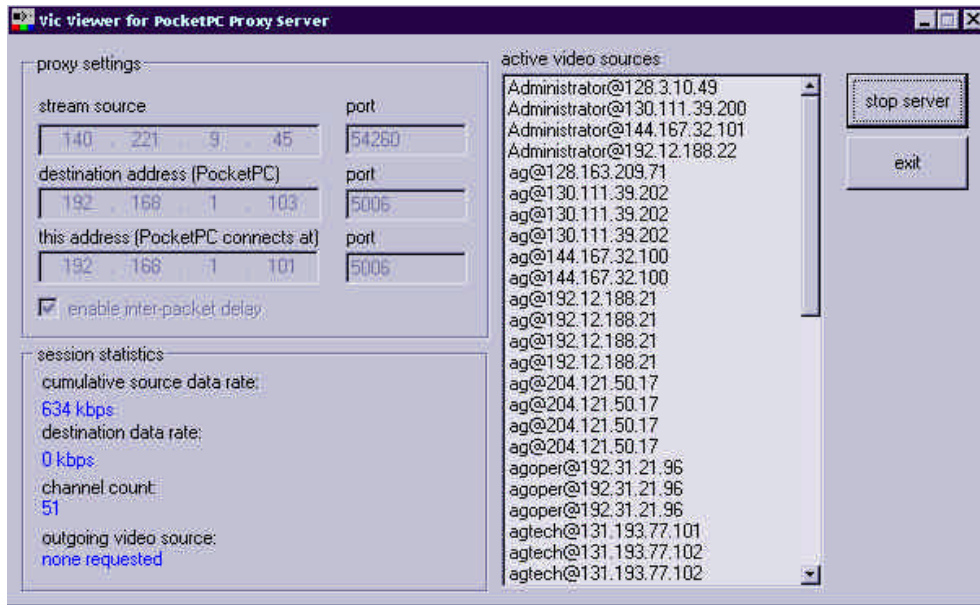 Vic Viewer for PocketPC Proxy Server
proxy settings
stream source port
140 . 221 . 9 . 45 54260
destination address (PocketPC) port
192 . 168 . 1 . 103 5006
this address (PocketPC connects at) port
192 . 168 . 1 . 101 5006
enable inter-packet delay
session statistics
cumulative source data rate:
634 kbps
destination data rate:
0 kbps
channel count:
51
outgoing video source:
none requested
active video sources
Administrator@128.3.10.49
Administrator@130.111.39.200
Administrator@144.167.32.101
Administrator@192.12.188.22
ag@128.163.209.71
ag@130.111.39.202
ag@130.111.39.202
ag@130.111.39.202
ag@144.167.32.100
ag@144.167.32.100
ag@192.12.188.21
ag@192.12.188.21
ag@192.12.188.21
ag@192.12.188.21
ag@204.121.50.17
ag@204.121.50.17
ag@204.121.50.17
ag@204.121.50.17
agoper@192.31.21.96
agoper@192.31.21.96
agoper@192.31.21.96
agtech@131.193.77.101
agtech@131.193.77.102
agtech@131.193.77.102
stop server
exit